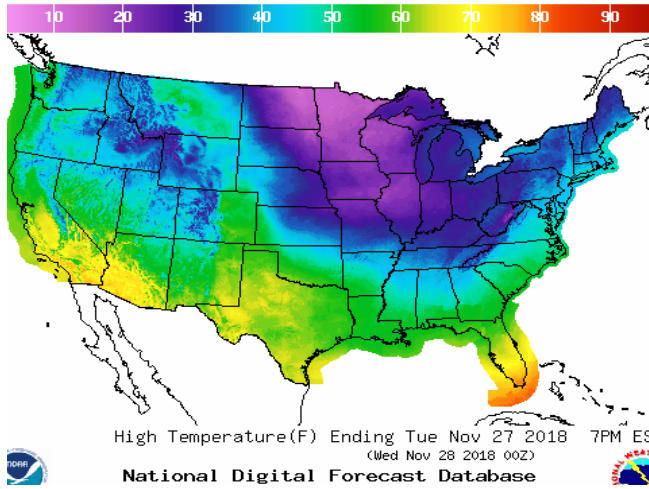 10 20 30 40 50 60 70 80 90
High Temperature(F) Ending Tue Nov 27 2018 7PM ES
(Wed Nov 28 2018 00Z)
National Digital Forecast Database